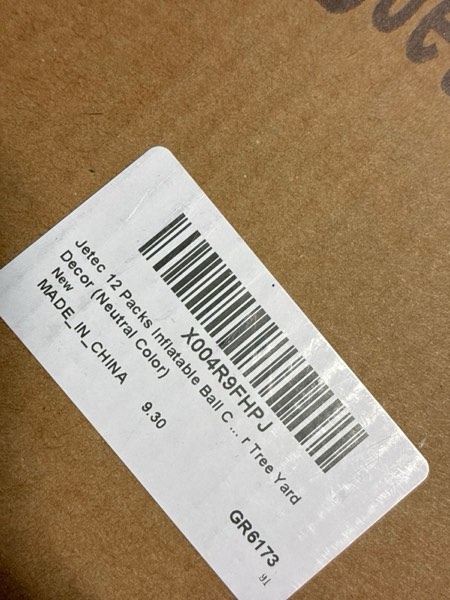 X004R9FHPJ
Jetec 12 Packs Inflatable Ball C ... r Tree Yard
Decor (Neutral Color)
New
MADE_IN_CHINA
9.30
GR6173